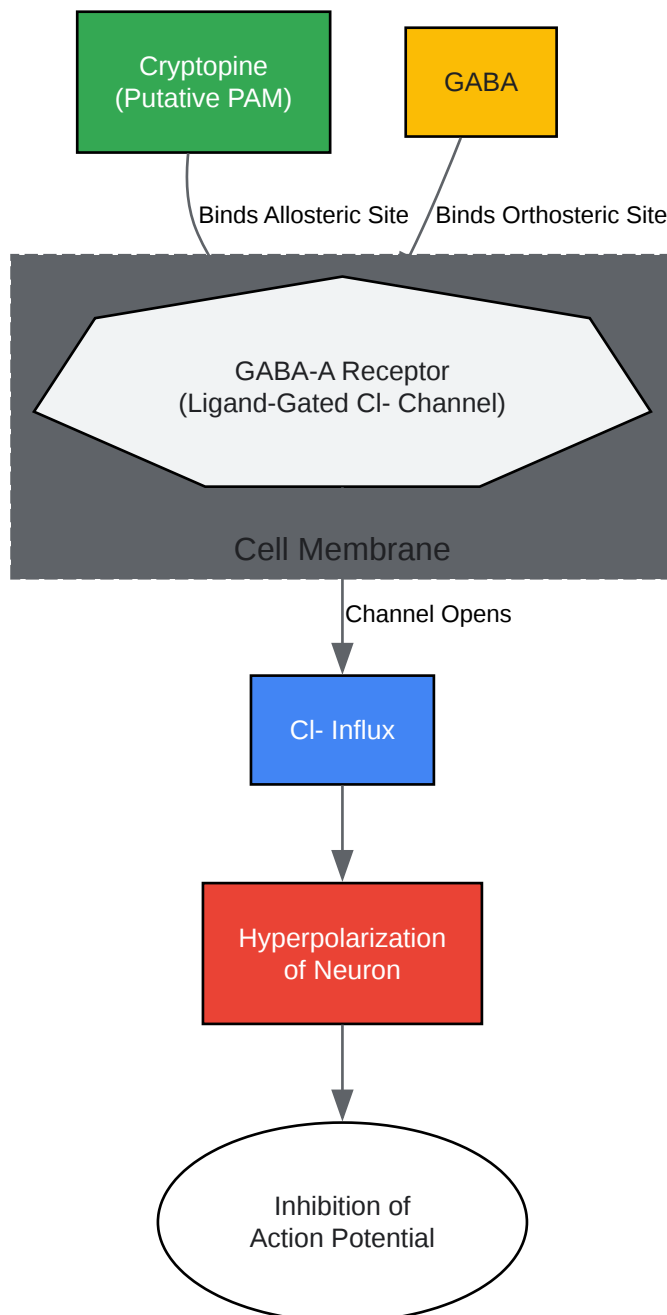 Cryptopine
(Putative PAM)
GABA
Binds Allosteric Site
Binds Orthosteric Site
GABA-A Receptor
(Ligand-Gated Cl- Channel)
Cell Membrane
Channel Opens
Cl- Influx
Hyperpolarization
of Neuron
Inhibition of
Action Potential